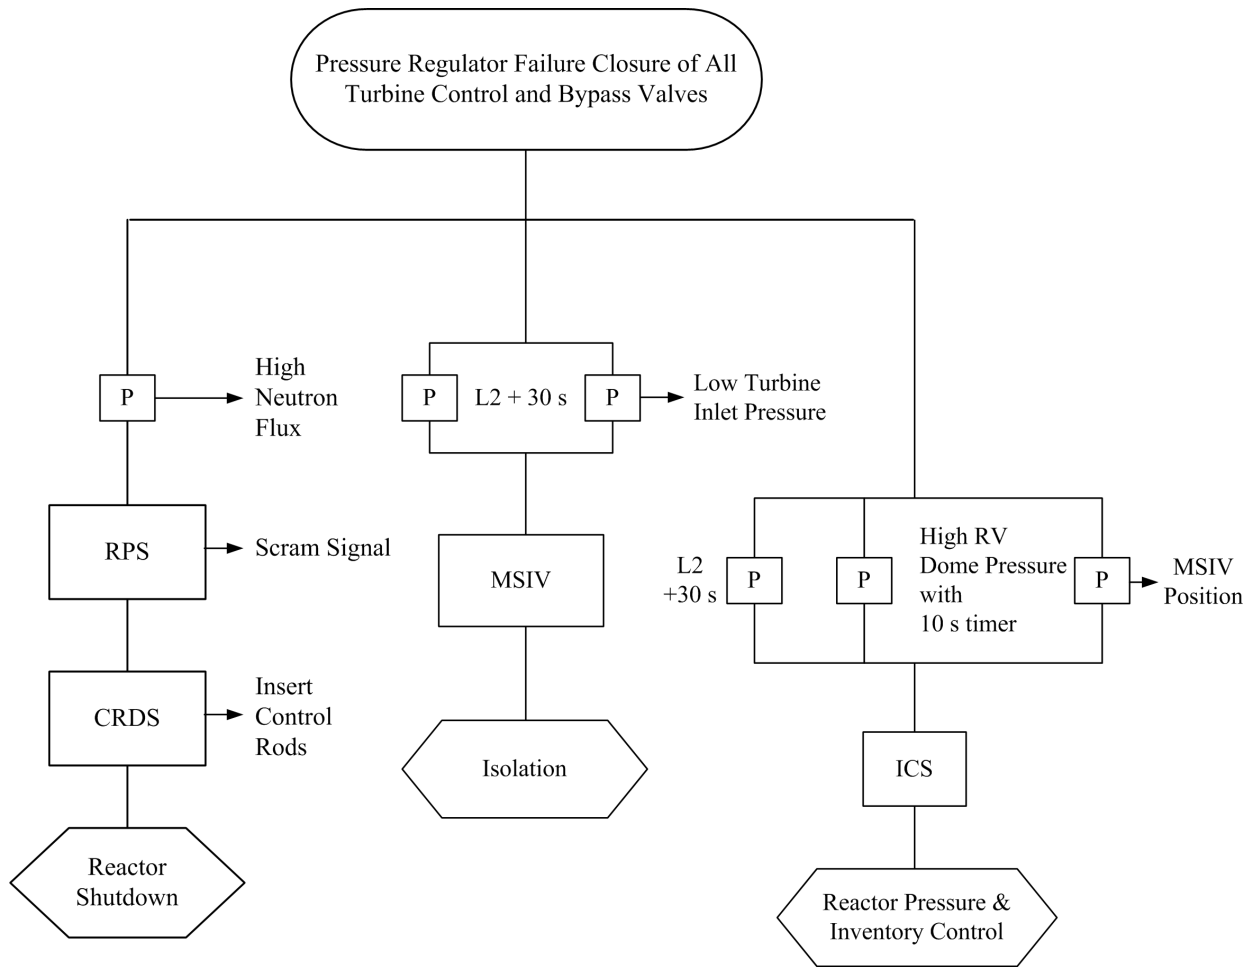 Pressure Regulator Failure Closure of All
Turbine Control and Bypass Valves
P
High
Neutron
Flux
RPS
Scram Signal
CRDS
Insert
Control
Rods
Reactor
Shutdown
P
L2 + 30 s
P
Low Turbine
Inlet Pressure
MSIV
Isolation
L2
+30 s
P
P
High RV
Dome Pressure
with
10 s timer
P
MSIV
Position
ICS
Reactor Pressure &
Inventory Control